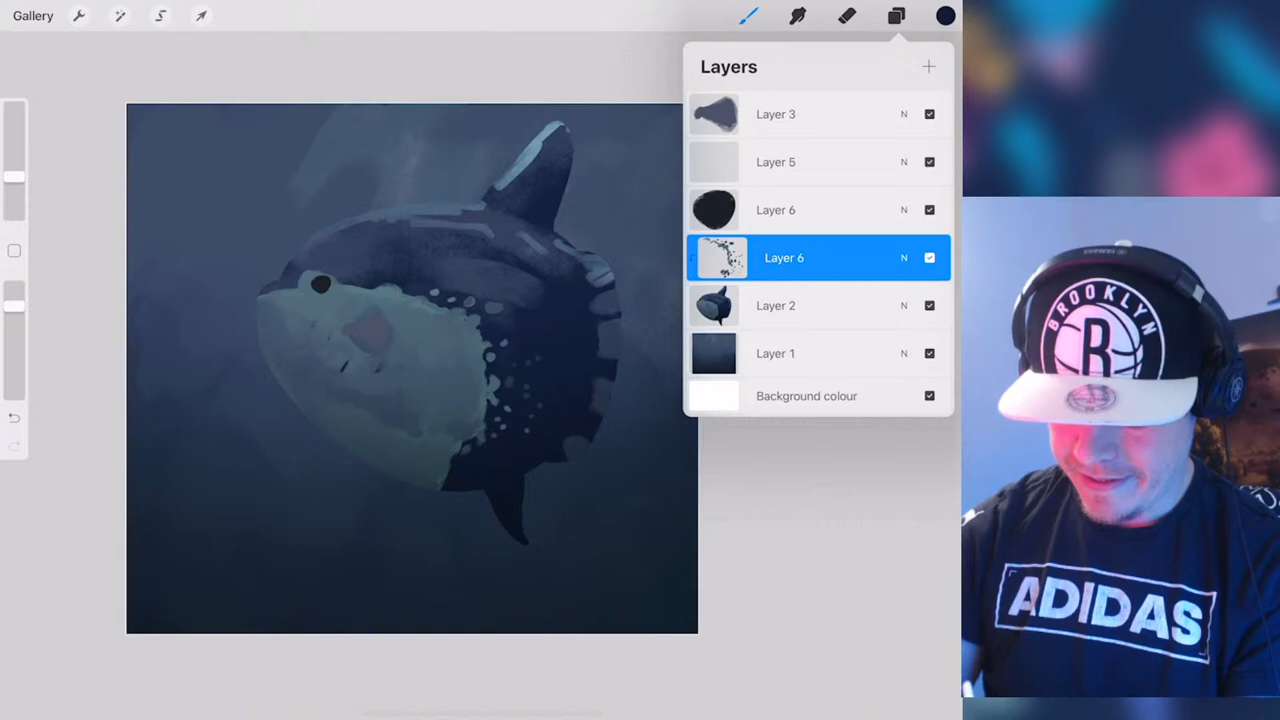 Gallery
Layers
Layer 3 N
Layer 5 N
Layer 6 N
Layer 6 N
Layer 2 N
Layer 1 N
Background colour
BROOKLYN
B
ADIDAS